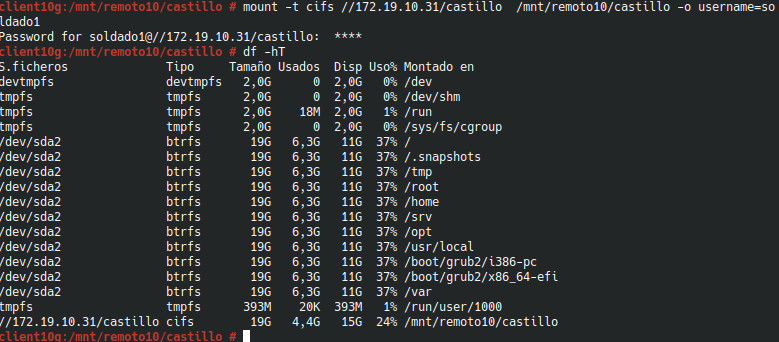 client10g:/mnt/remoto10/castillo # mount -t cifs //172.19.10.31/castillo  /mnt/remoto10/castillo -o username=so
ldado1
Password for soldado1@//172.19.10.31/castillo:  ****
client10g:/mnt/remoto10/castillo # df -hT
S.ficheros              Tipo     Tamaño Usados  Disp Uso% Montado en
devtmpfs                devtmpfs   2,0G      0  2,0G   0% /dev
tmpfs                   tmpfs      2,0G      0  2,0G   0% /dev/shm
tmpfs                   tmpfs      2,0G    18M  2,0G   1% /run
tmpfs                   tmpfs      2,0G      0  2,0G   0% /sys/fs/cgroup
/dev/sda2               btrfs       19G   6,3G   11G  37% /
/dev/sda2               btrfs       19G   6,3G   11G  37% /.snapshots
/dev/sda2               btrfs       19G   6,3G   11G  37% /tmp
/dev/sda2               btrfs       19G   6,3G   11G  37% /root
/dev/sda2               btrfs       19G   6,3G   11G  37% /home
/dev/sda2               btrfs       19G   6,3G   11G  37% /srv
/dev/sda2               btrfs       19G   6,3G   11G  37% /opt
/dev/sda2               btrfs       19G   6,3G   11G  37% /usr/local
/dev/sda2               btrfs       19G   6,3G   11G  37% /boot/grub2/i386-pc
/dev/sda2               btrfs       19G   6,3G   11G  37% /boot/grub2/x86_64-efi
/dev/sda2               btrfs       19G   6,3G   11G  37% /var
tmpfs                   tmpfs      393M    20K  393M   1% /run/user/1000
//172.19.10.31/castillo cifs        19G   4,4G   15G  24% /mnt/remoto10/castillo
client10g:/mnt/remoto10/castillo #